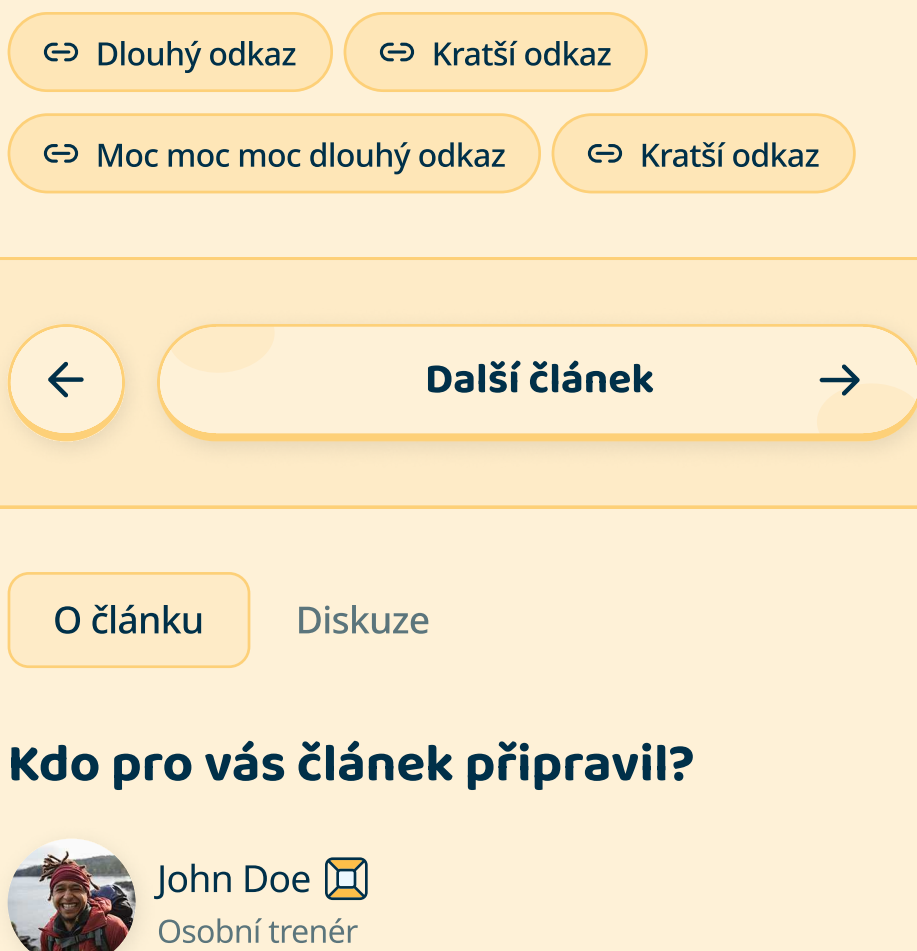 Dlouhý odkaz Kratší odkaz
Moc moc moc dlouhý odkaz Kratší odkaz
Další článek
O článku Diskuze
Kdo pro vás článek připravil?
John Doe
Osobní trenér